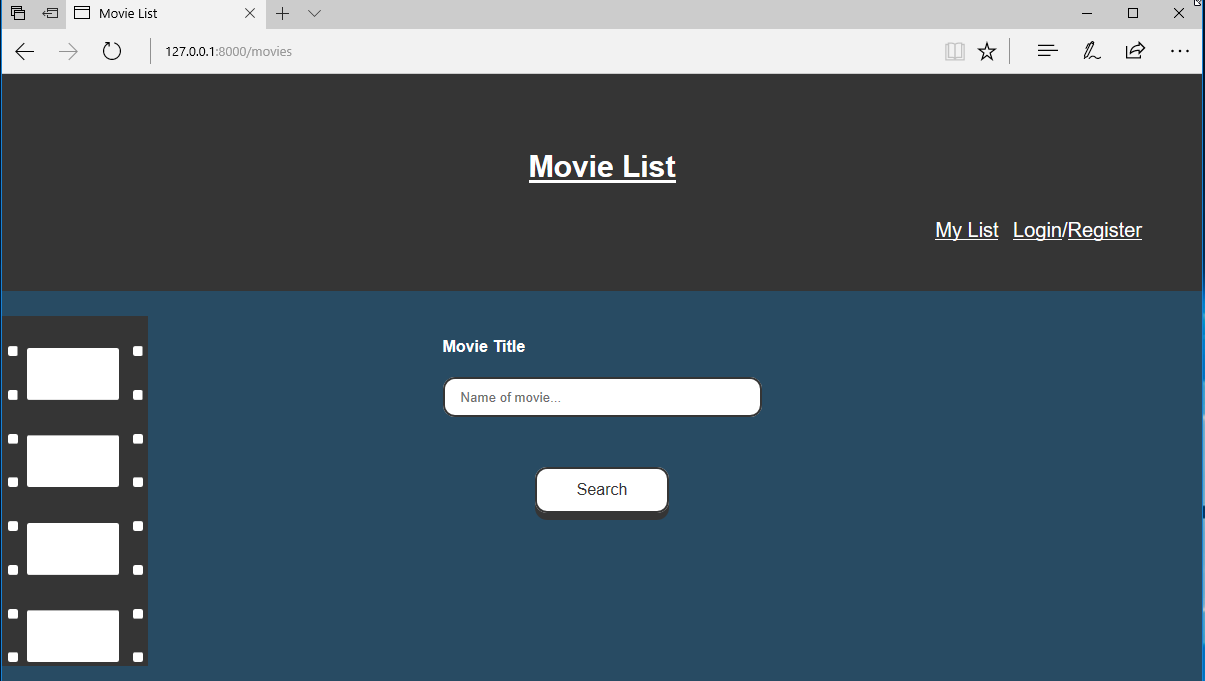 Movie List
127.0.0.1:8000/movies
Movie List
My List Login/Register
Movie Title
Name of movie...
Search